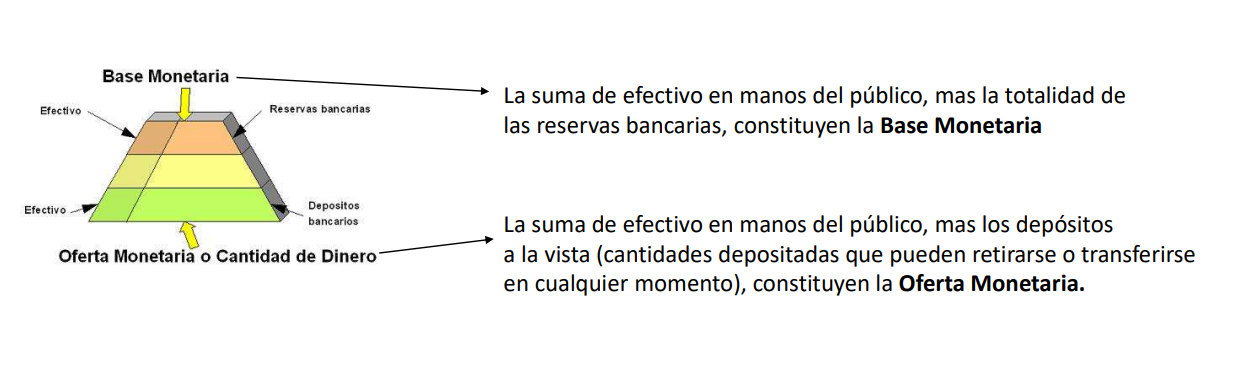 Base Monetaria
Efectivo
Reservas bancarias
Efectivo
Depositos
bancarios
Oferta Monetaria o Cantidad de Dinero
La suma de efectivo en manos del público, mas la totalidad de
las reservas bancarias, constituyen la Base Monetaria
La suma de efectivo en manos del público, mas los depósitos
a la vista (cantidades depositadas que pueden retirarse o transferirse
en cualquier momento), constituyen la Oferta Monetaria.